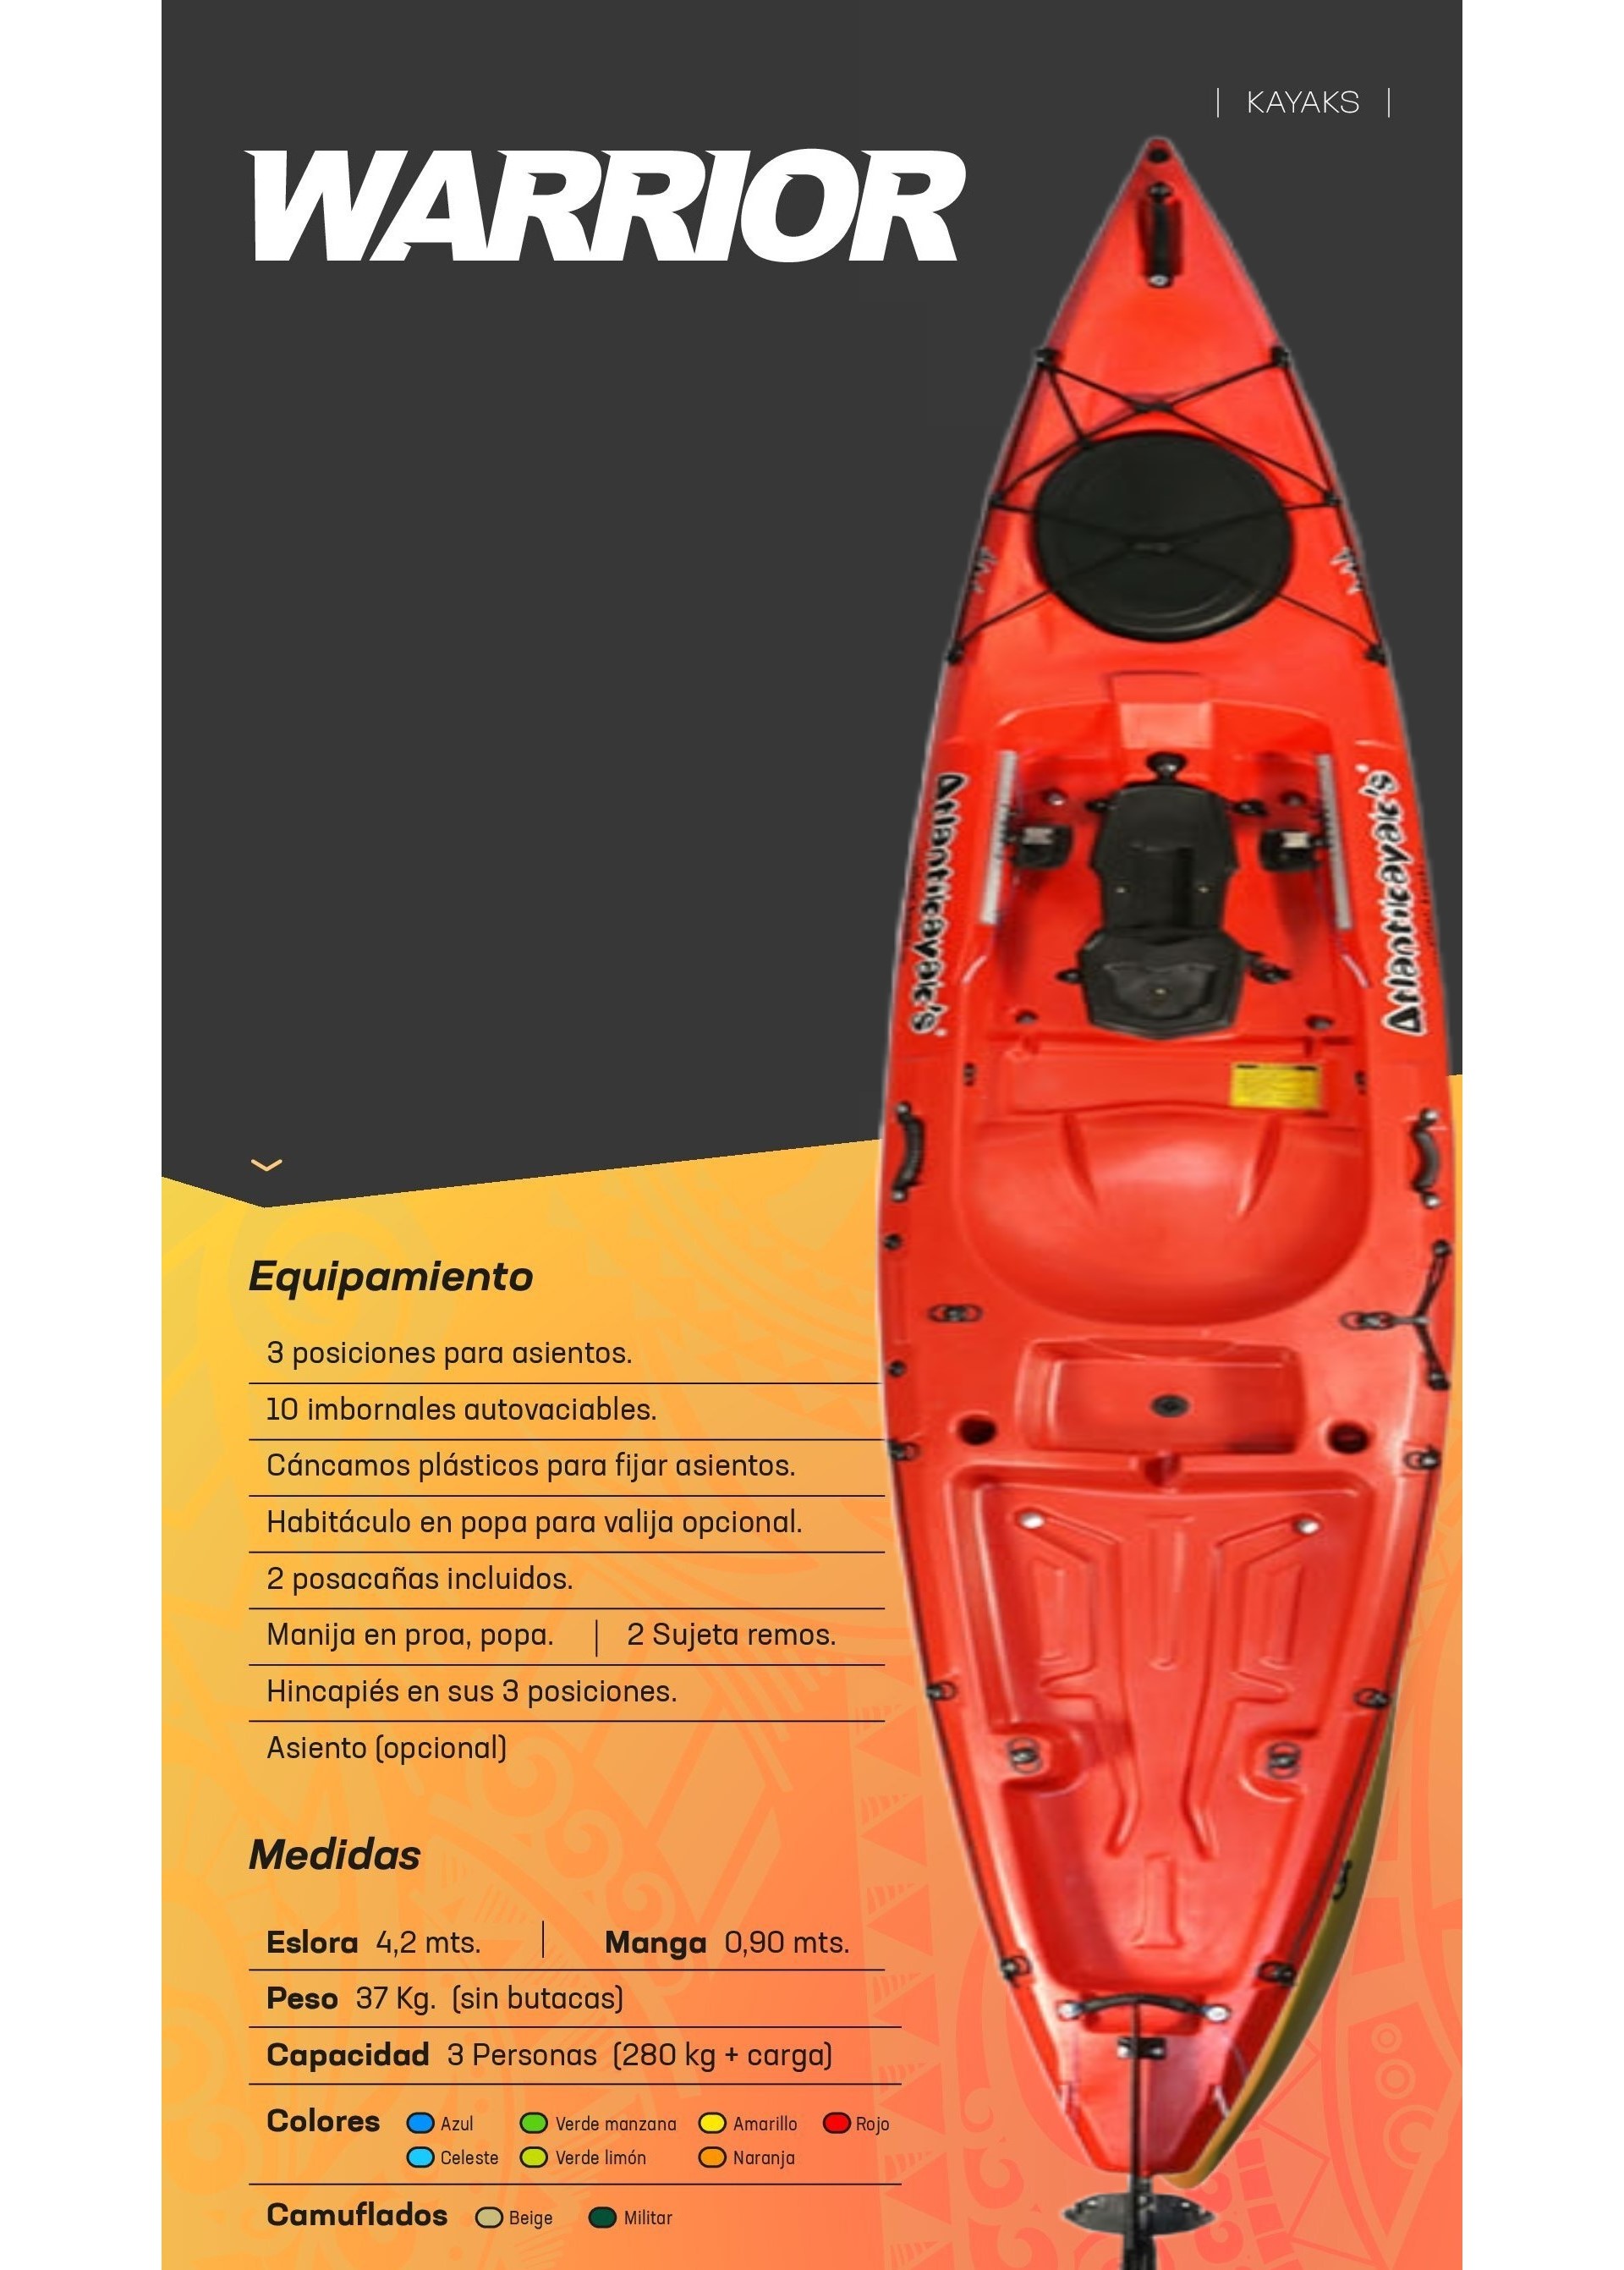 | KAYAKS |
WARRIOR
Atlantikayak's
Atlantikayak's
Equipamiento
3 posiciones para asientos.
10 imbornales autovaciables.
Cáncamos plásticos para fijar asientos.
Habitáculo en popa para valija opcional.
2 posacañas incluidos.
Manija en proa, popa. | 2 Sujeta remos.
Hincapiés en sus 3 posiciones.
Asiento (opcional)
Medidas
Eslora 4,2 mts. | Manga 0,90 mts.
Peso 37 Kg. (sin butacas)
Capacidad 3 Personas (280 kg + carga)
Colores Azul Verde manzana Amarillo Rojo
Celeste Verde limón Naranja
Camuflados Beige Militar